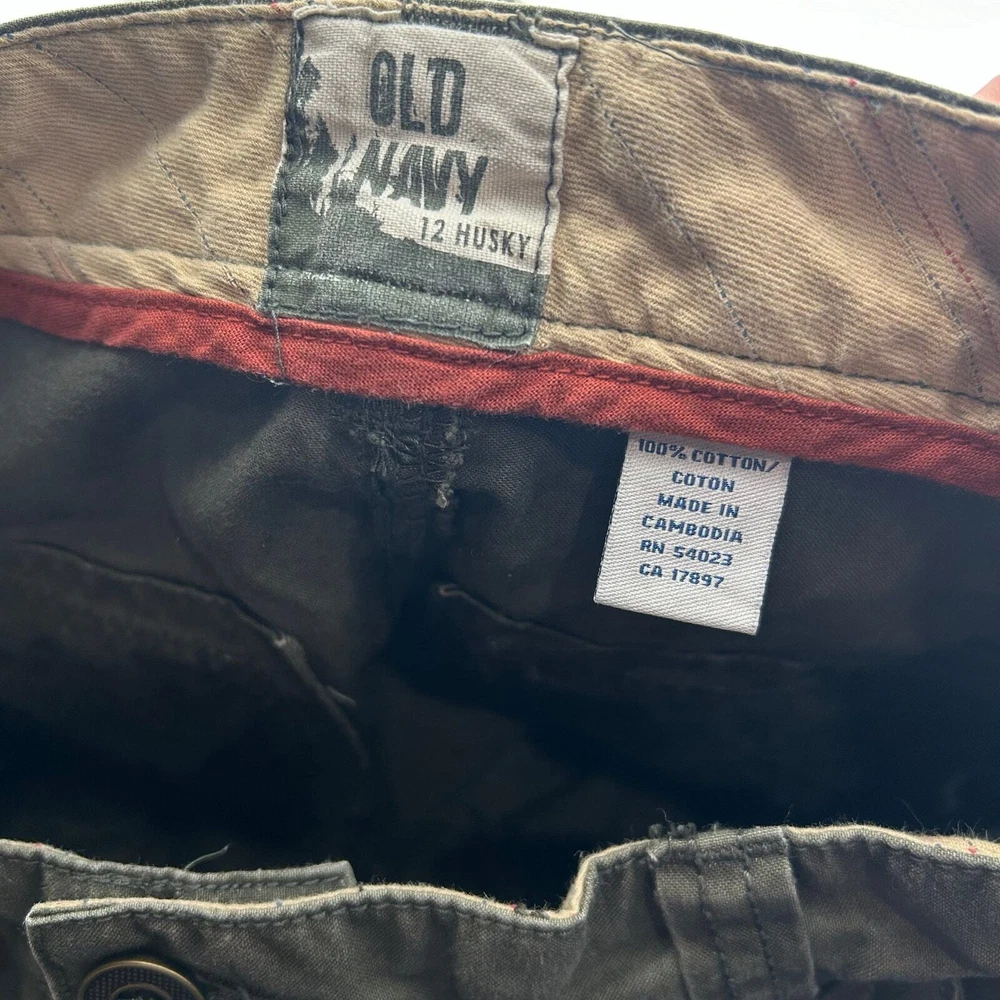 OLD
NAVY
12 HUSKY
100% COTTON/
COTON
MADE IN
CAMBODIA
RN 54023
CA 17897